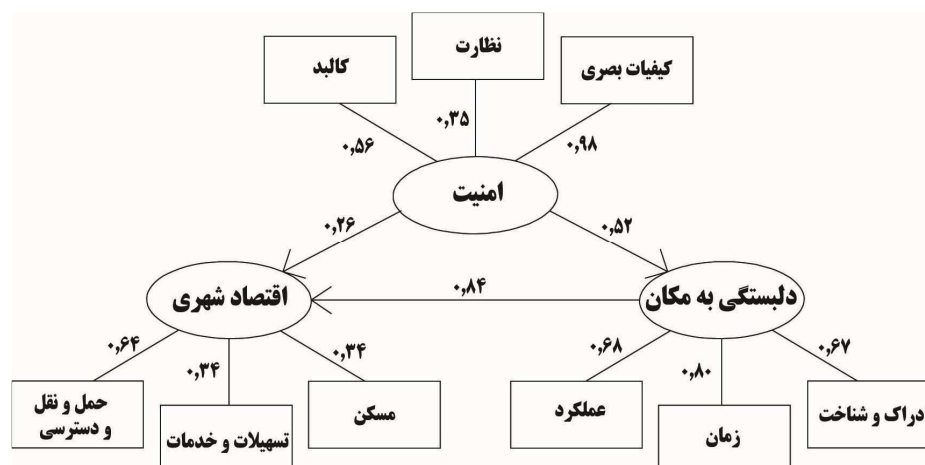 نظارت
کیفیات بصری
کالبد
۰,۵۶
۰,۳۵
۰,۹۸
امنیت
۰,۲۶
۰,۵۲
اقتصاد شهری
۰,۸۴
دلبستگی به مکان
۰,۶۴
۰,۳۴
۰,۳۴
۰,۶۸
۰,۸۰
۰,۶۷
حمل و نقل
و دسترسی
تسهیلات و خدمات
مسکن
عملکرد
زمان
دراک و شناخت